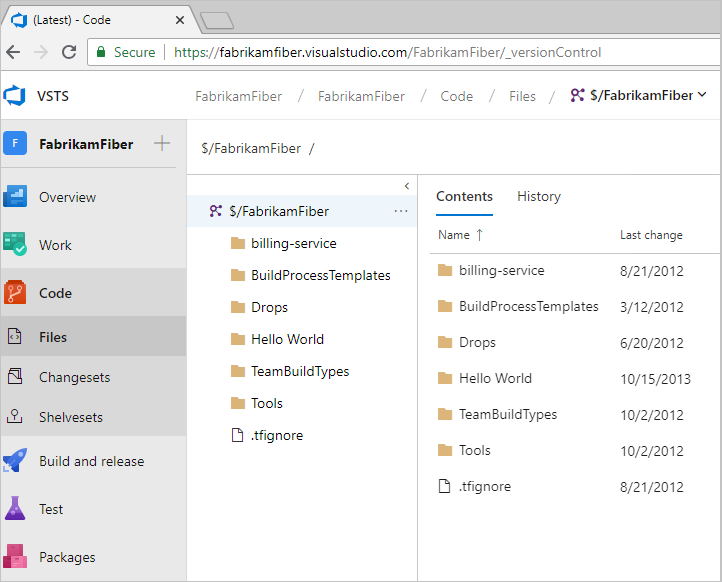 (Latest) - Code
Secure https://fabrikamfiber.visualstudio.com/FabrikamFiber/_versionControl
VSTS
FabrikamFiber / FabrikamFiber / Code / Files / $/FabrikamFiber
F FabrikamFiber
Overview
Work
Code
Files
Changesets
Shelvesets
Build and release
Test
Packages
$/FabrikamFiber /
$/FabrikamFiber ...
billing-service
BuildProcessTemplates
Drops
Hello World
TeamBuildTypes
Tools
.tfignore
Contents History
Name ↑ Last change
billing-service 8/21/2012
BuildProcessTemplates 3/12/2012
Drops 6/20/2012
Hello World 10/15/2013
TeamBuildTypes 10/2/2012
Tools 10/2/2012
.tfignore 8/21/2012